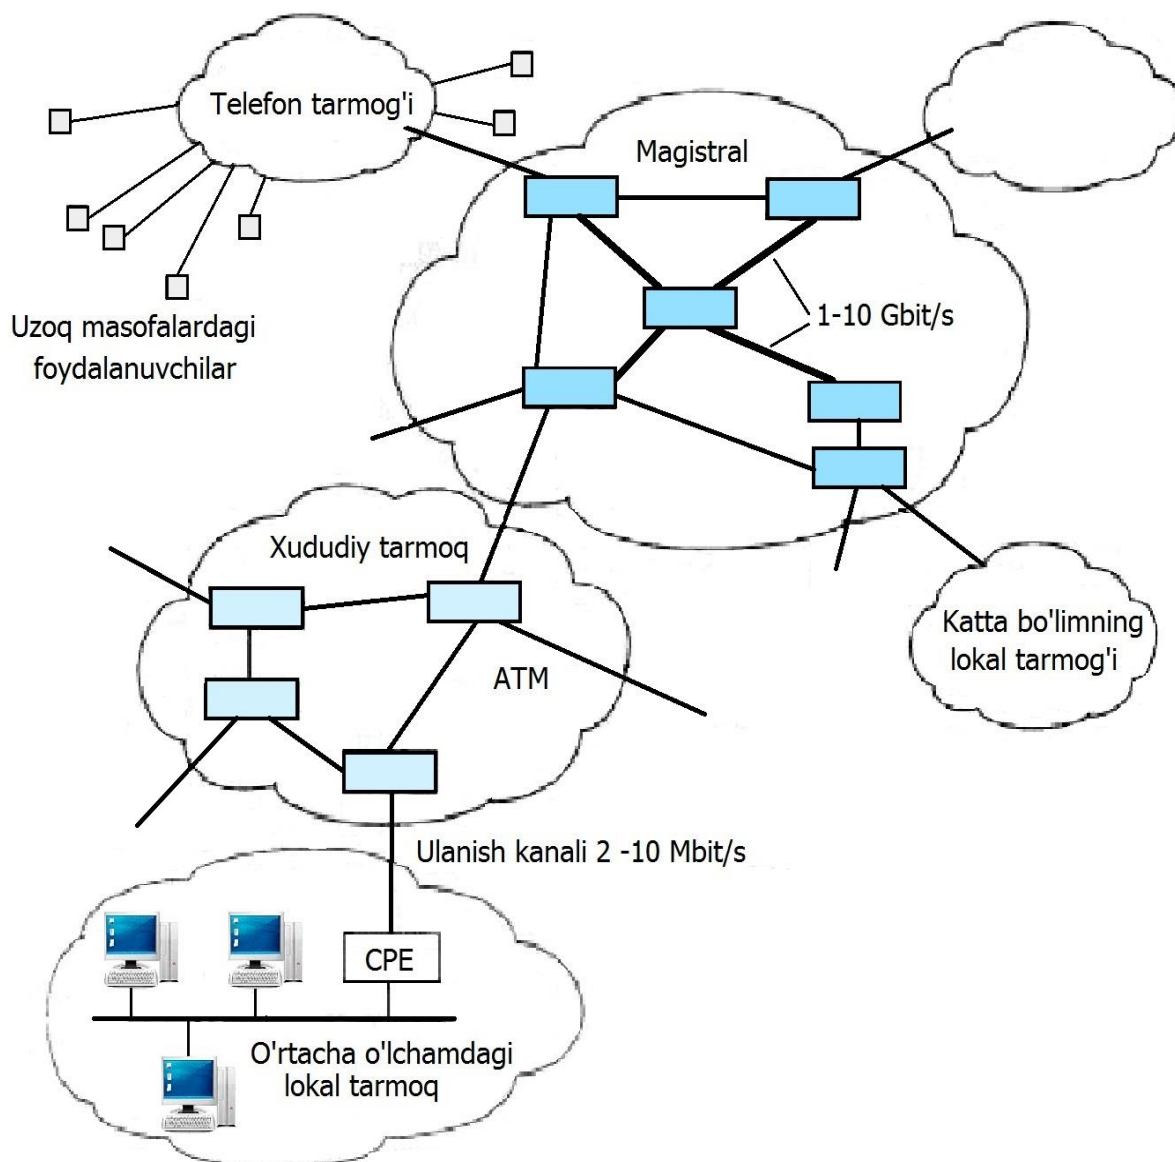 Telefon tarmog'i
Magistral
1-10 Gbit/s
Uzoq masofalardagi
foydalanuvchilar
Xududiy tarmoq
ATM
Katta bo'limning
lokal tarmog'i
Ulanish kanali 2 -10 Mbit/s
CPE
O'rtacha o'lchamdagi
lokal tarmoq